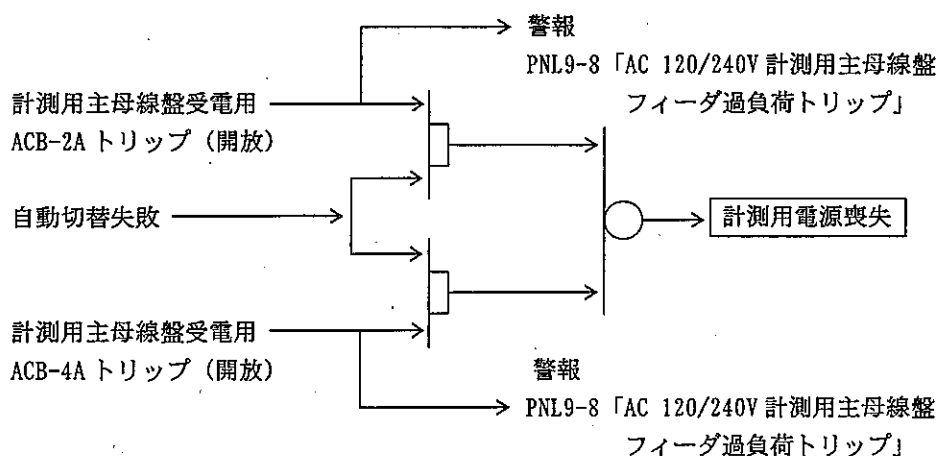 警報
PNL9-8「AC 120/240V 計測用主母線盤
フィーダ過負荷トリップ」
計測用主母線盤受電用
ACB-2A トリップ（開放）
自動切替失敗
計測用電源喪失
計測用主母線盤受電用
ACB-4A トリップ（開放）
警報
PNL9-8「AC 120/240V 計測用主母線盤
フィーダ過負荷トリップ」